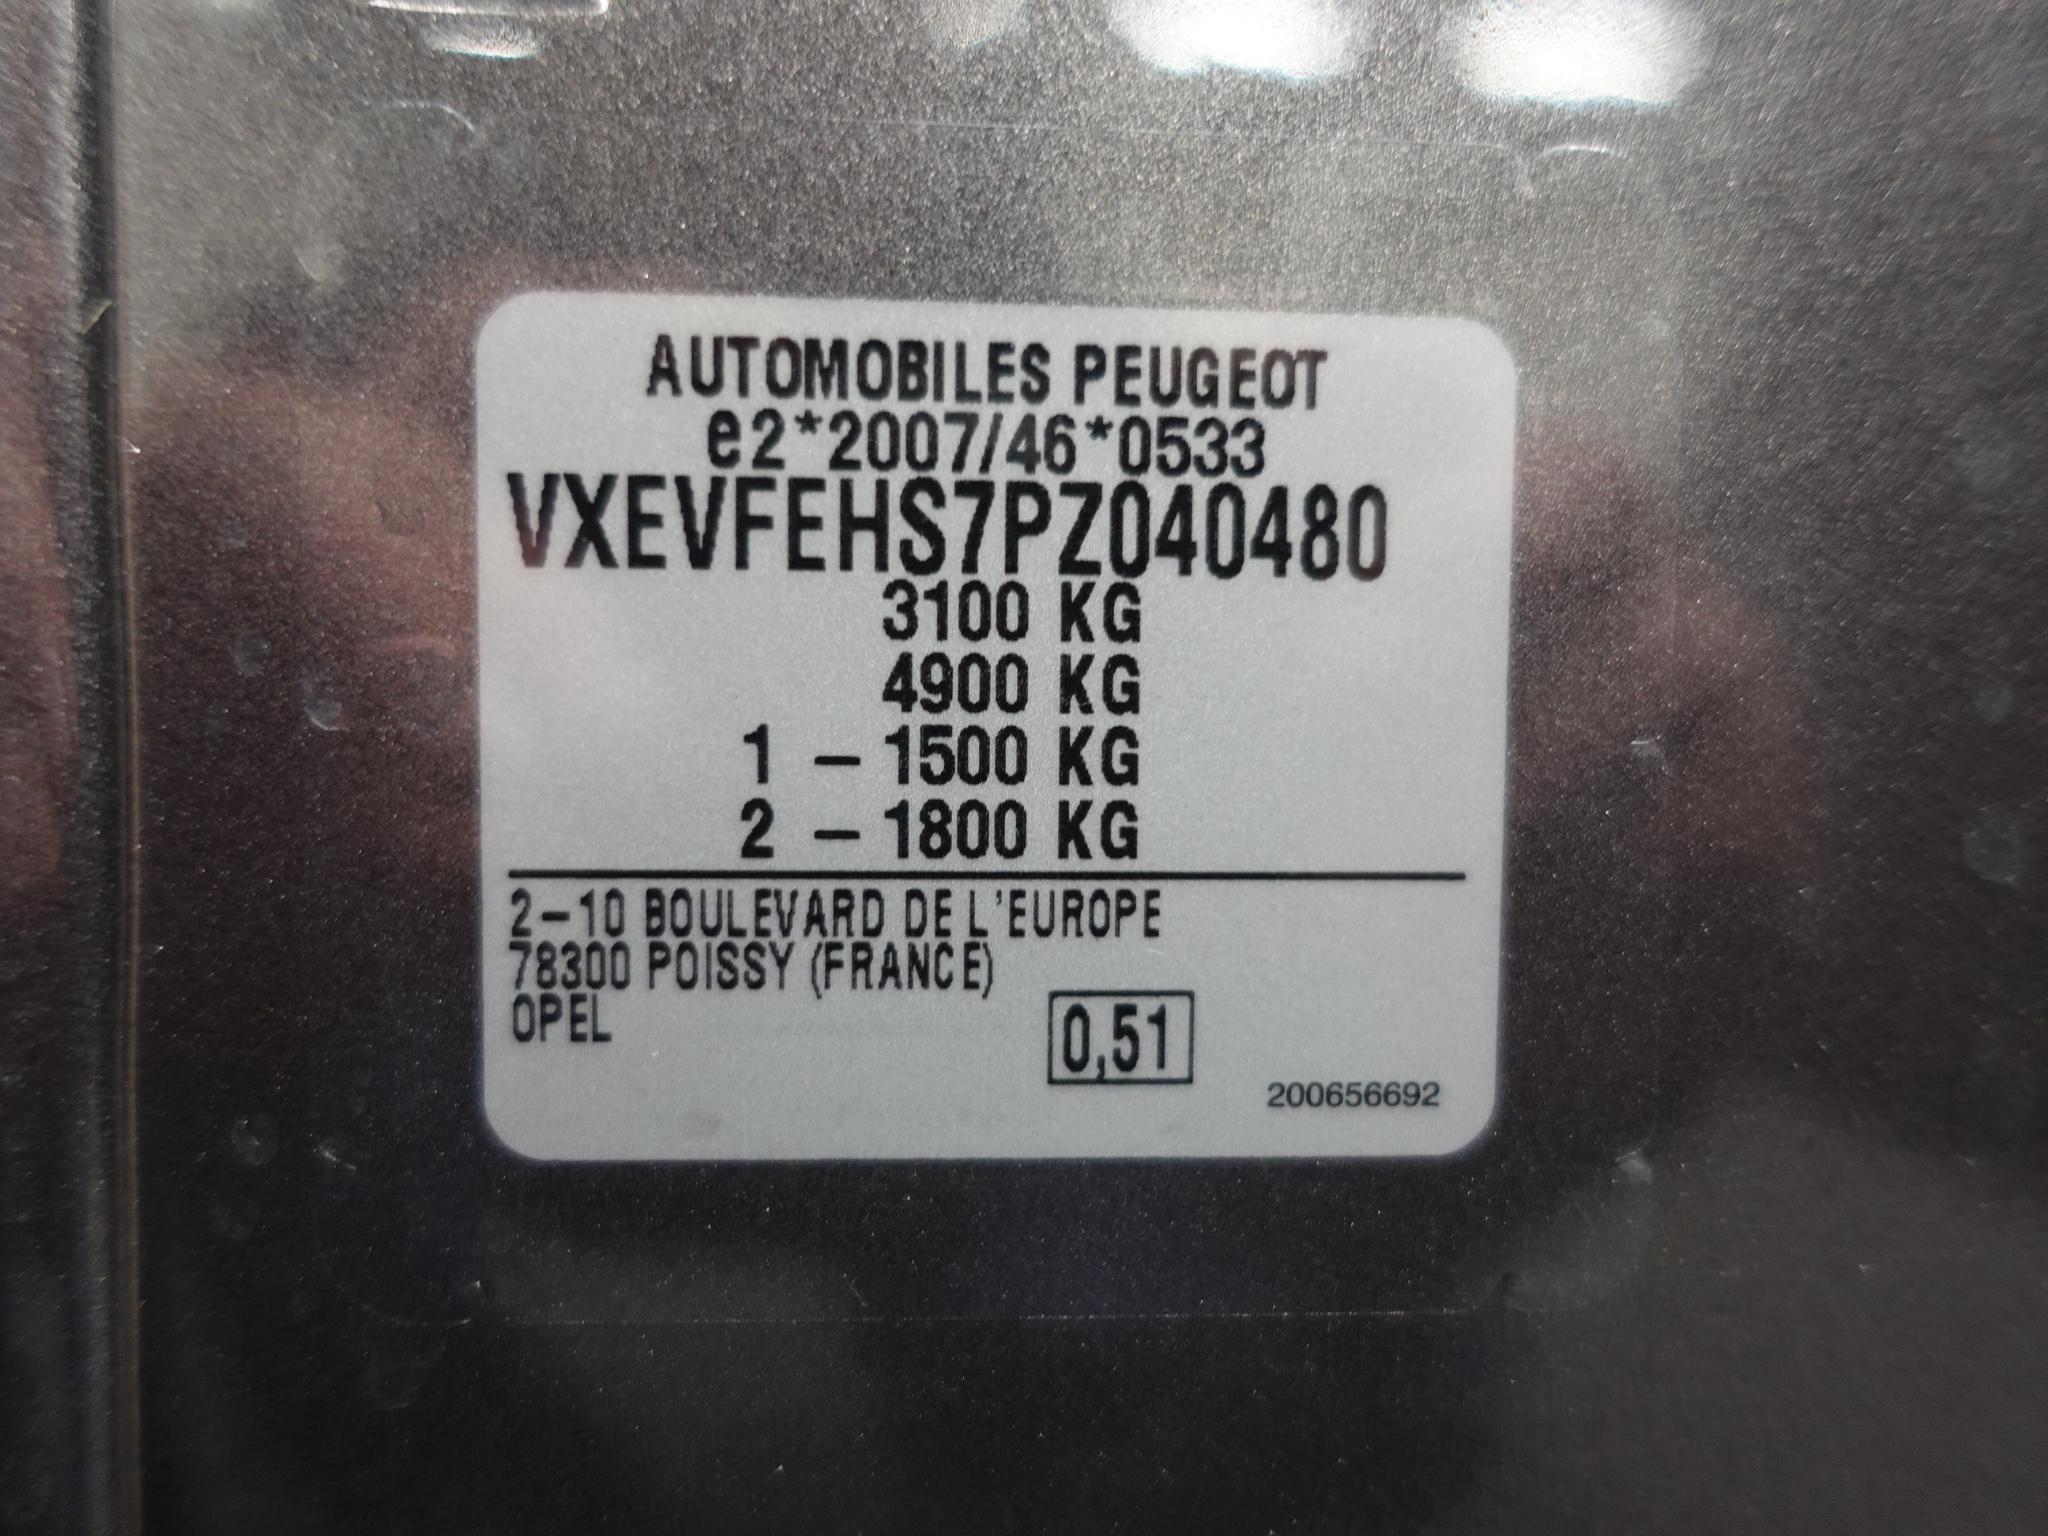 AUTOMOBILES PEUGEOT
e2*2007/46*0533
VXEVFEHS7PZ040480
3100 KG
4900 KG
1 – 1500 KG
2 – 1800 KG
2–10 BOULEVARD DE L'EUROPE
78300 POISSY (FRANCE)
OPEL
0,51
200656692